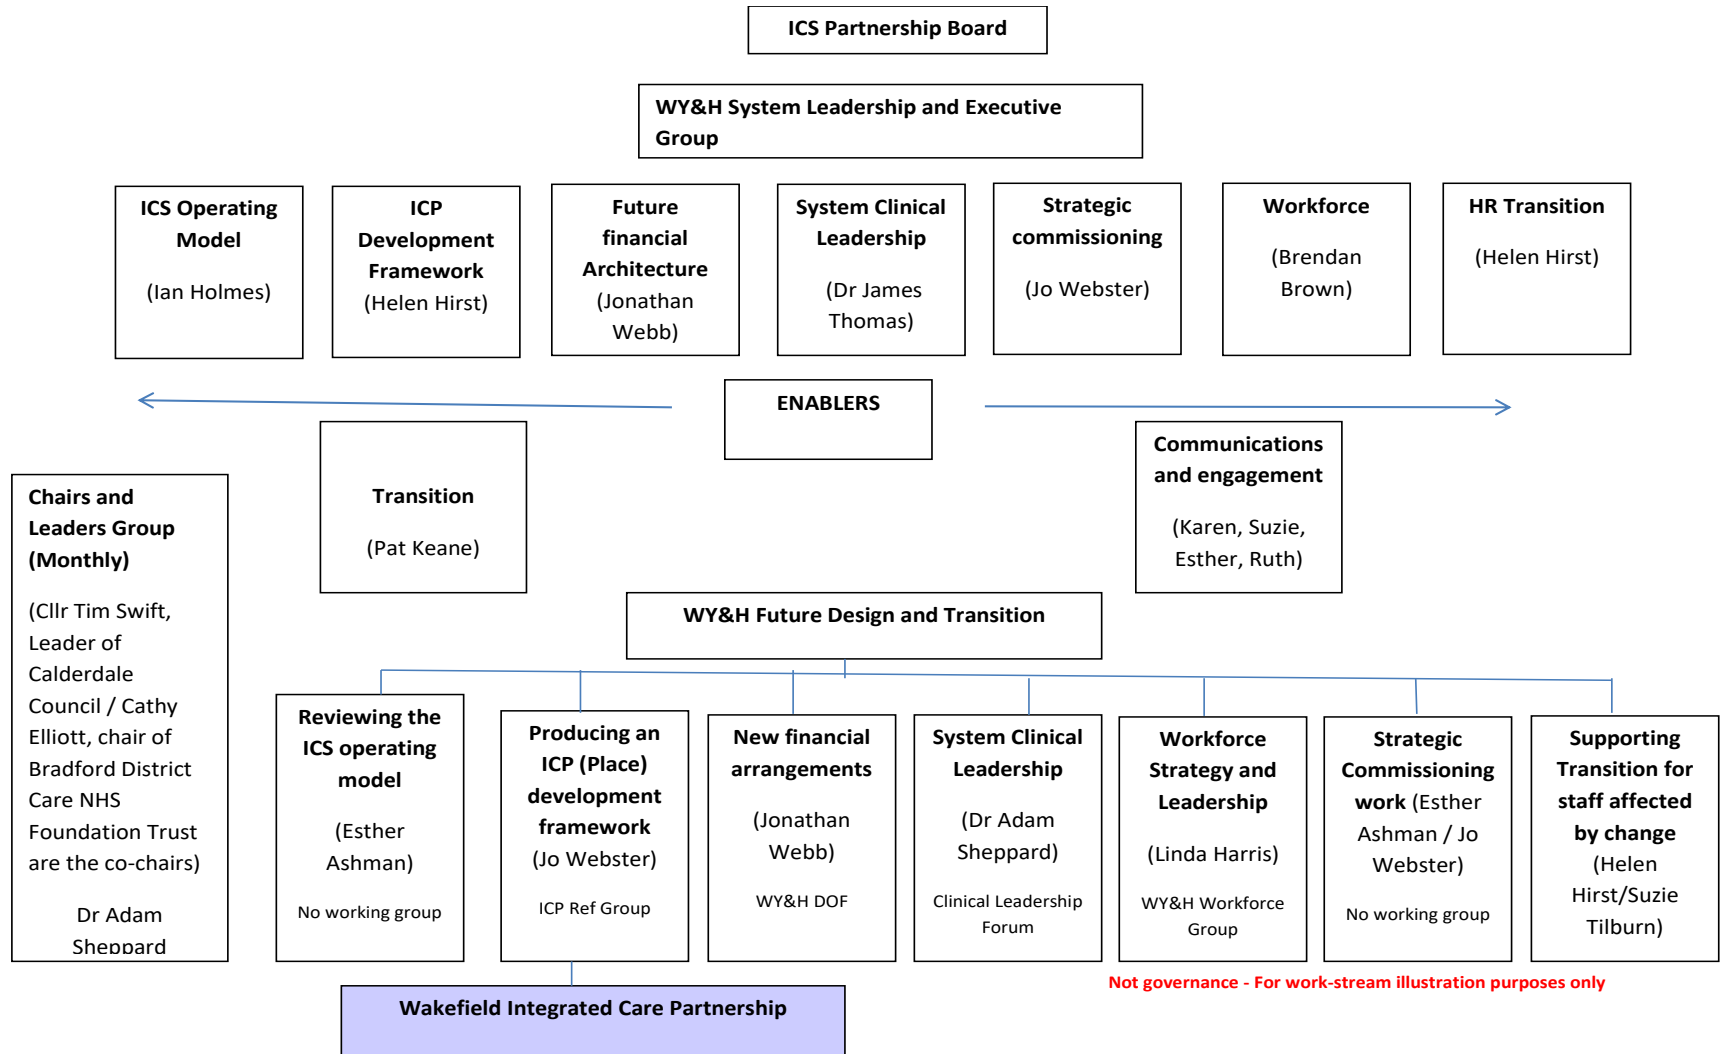 ICS Partnership Board
WY&H System Leadership and Executive
Group
ICS Operating
Model
(Ian Holmes)
ICP
Development
Framework
(Helen Hirst)
Future
financial
Architecture
(Jonathan
Webb)
System Clinical
Leadership
(Dr James
Thomas)
Strategic
commissioning
(Jo Webster)
Workforce
(Brendan
Brown)
HR Transition
(Helen Hirst)
ENABLERS
Transition
(Pat Keane)
Communications
and engagement
(Karen, Suzie,
Esther, Ruth)
Chairs and
Leaders Group
(Monthly)
(Cllr Tim Swift,
Leader of
Calderdale
Council / Cathy
Elliott, chair of
Bradford District
Care NHS
Foundation Trust
are the co-chairs)
Dr Adam
Sheppard
WY&H Future Design and Transition
Reviewing the
ICS operating
model
(Esther
Ashman)
No working group
Producing an
ICP (Place)
development
framework
(Jo Webster)
ICP Ref Group
New financial
arrangements
(Jonathan
Webb)
WY&H DOF
System Clinical
Leadership
(Dr Adam
Sheppard)
Clinical Leadership
Forum
Workforce
Strategy and
Leadership
(Linda Harris)
WY&H Workforce
Group
Strategic
Commissioning
work (Esther
Ashman / Jo
Webster)
No working group
Supporting
Transition for
staff affected
by change
(Helen
Hirst/Suzie
Tilburn)
Not governance - For work-stream illustration purposes only
Wakefield Integrated Care Partnership